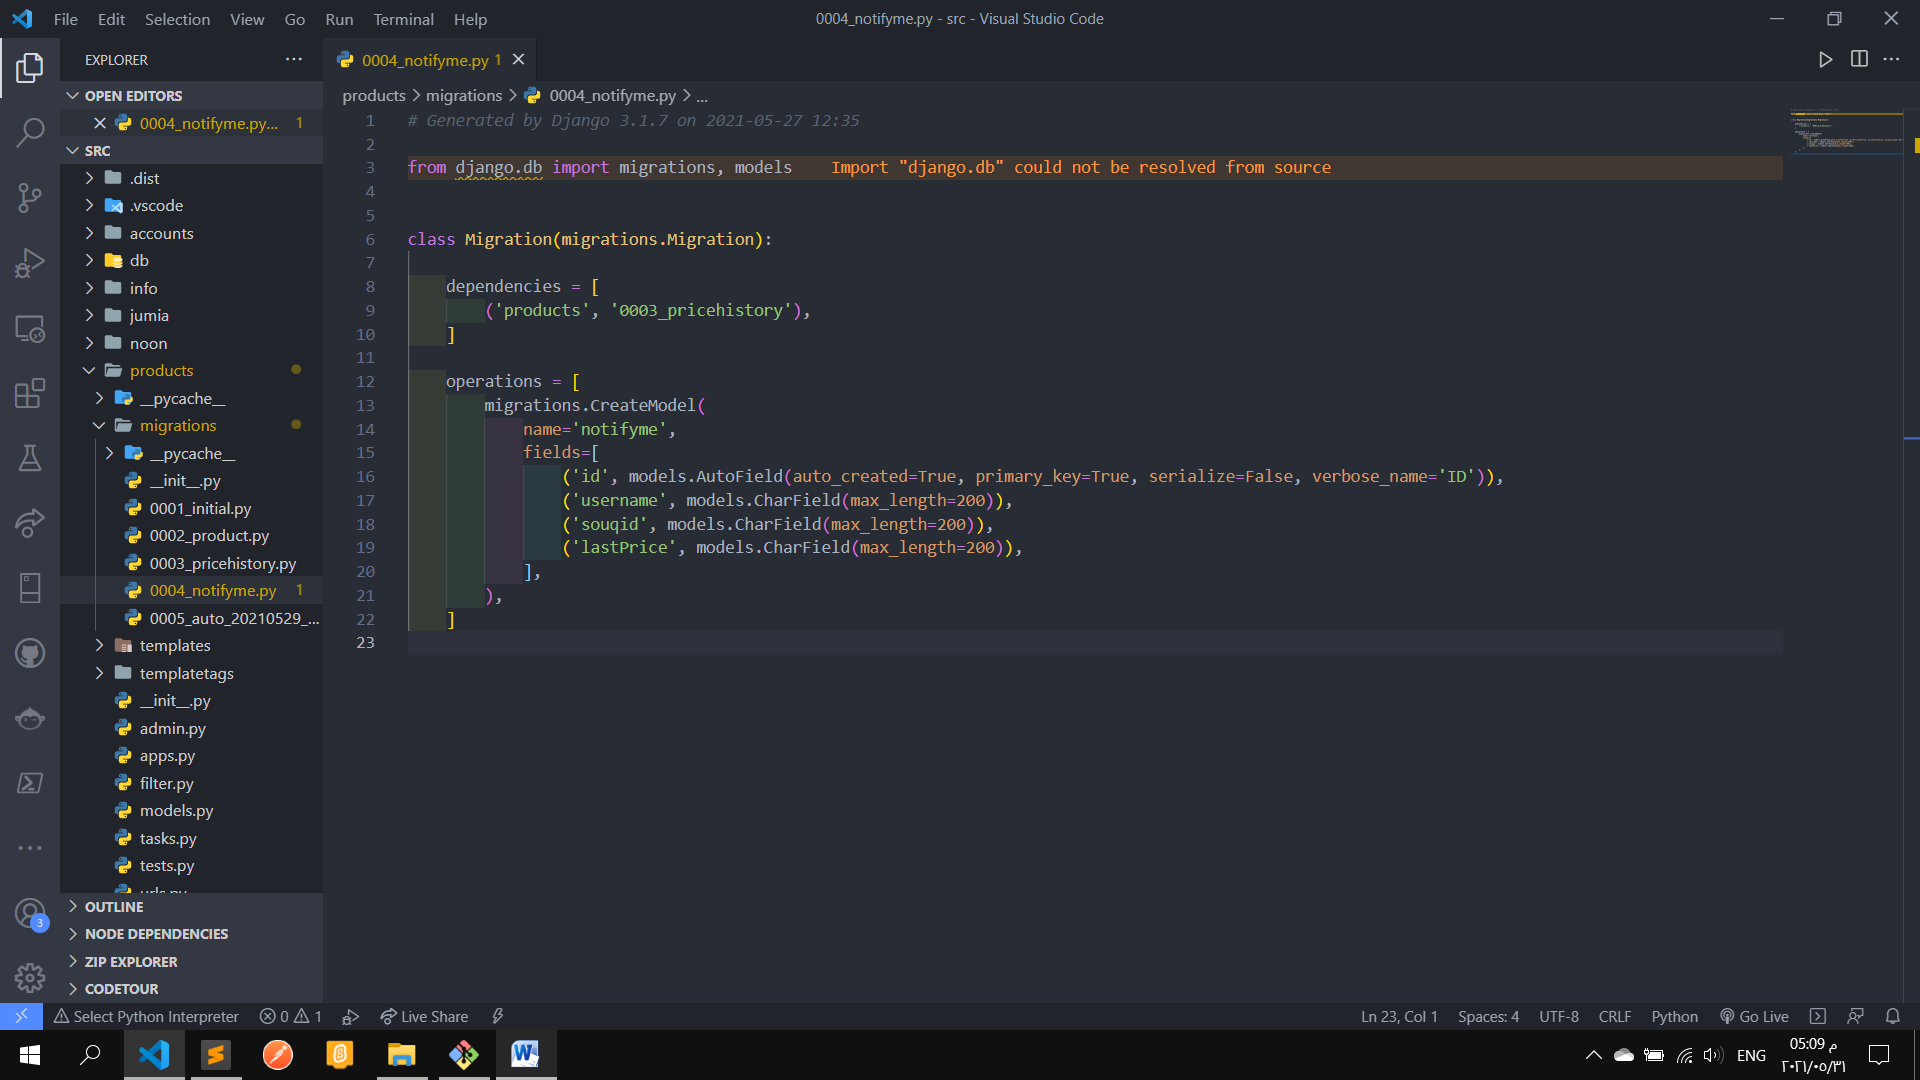 File Edit Selection View Go Run Terminal Help
0004_notifyme.py - src - Visual Studio Code
EXPLORER
OPEN EDITORS
0004_notifyme.py... 1
SRC
.dist
.vscode
accounts
db
info
jumia
noon
products
__pycache__
migrations
__pycache__
__init__.py
0001_initial.py
0002_product.py
0003_pricehistory.py
0004_notifyme.py 1
0005_auto_20210529_...
templates
templatetags
__init__.py
admin.py
apps.py
filter.py
models.py
tasks.py
tests.py
urls.py
OUTLINE
NODE DEPENDENCIES
ZIP EXPLORER
CODETOUR
3
0004_notifyme.py 1
products > migrations > 0004_notifyme.py > ...
1 # Generated by Django 3.1.7 on 2021-05-27 12:35
2
3 from django.db import migrations, models Import "django.db" could not be resolved from source
4
5
6 class Migration(migrations.Migration):
7
8 dependencies = [
9 ('products', '0003_pricehistory'),
10 ]
11
12 operations = [
13 migrations.CreateModel(
14 name='notifyme',
15 fields=[
16 ('id', models.AutoField(auto_created=True, primary_key=True, serialize=False, verbose_name='ID')),
17 ('username', models.CharField(max_length=200)),
18 ('souqid', models.CharField(max_length=200)),
19 ('lastPrice', models.CharField(max_length=200)),
20 ],
21 ),
22 ]
23
Select Python Interpreter 0 1 Live Share
Ln 23, Col 1 Spaces: 4 UTF-8 CRLF Python Go Live
ENG
05:09 م
٢٠٢١/٠٥/٣١